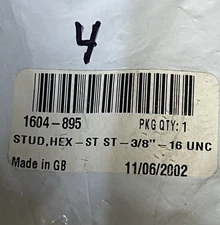 4
1604-895 PKG QTY: 1
STUD,HEX-ST ST-3/8"-16 UNC
Made in GB 11/06/2002